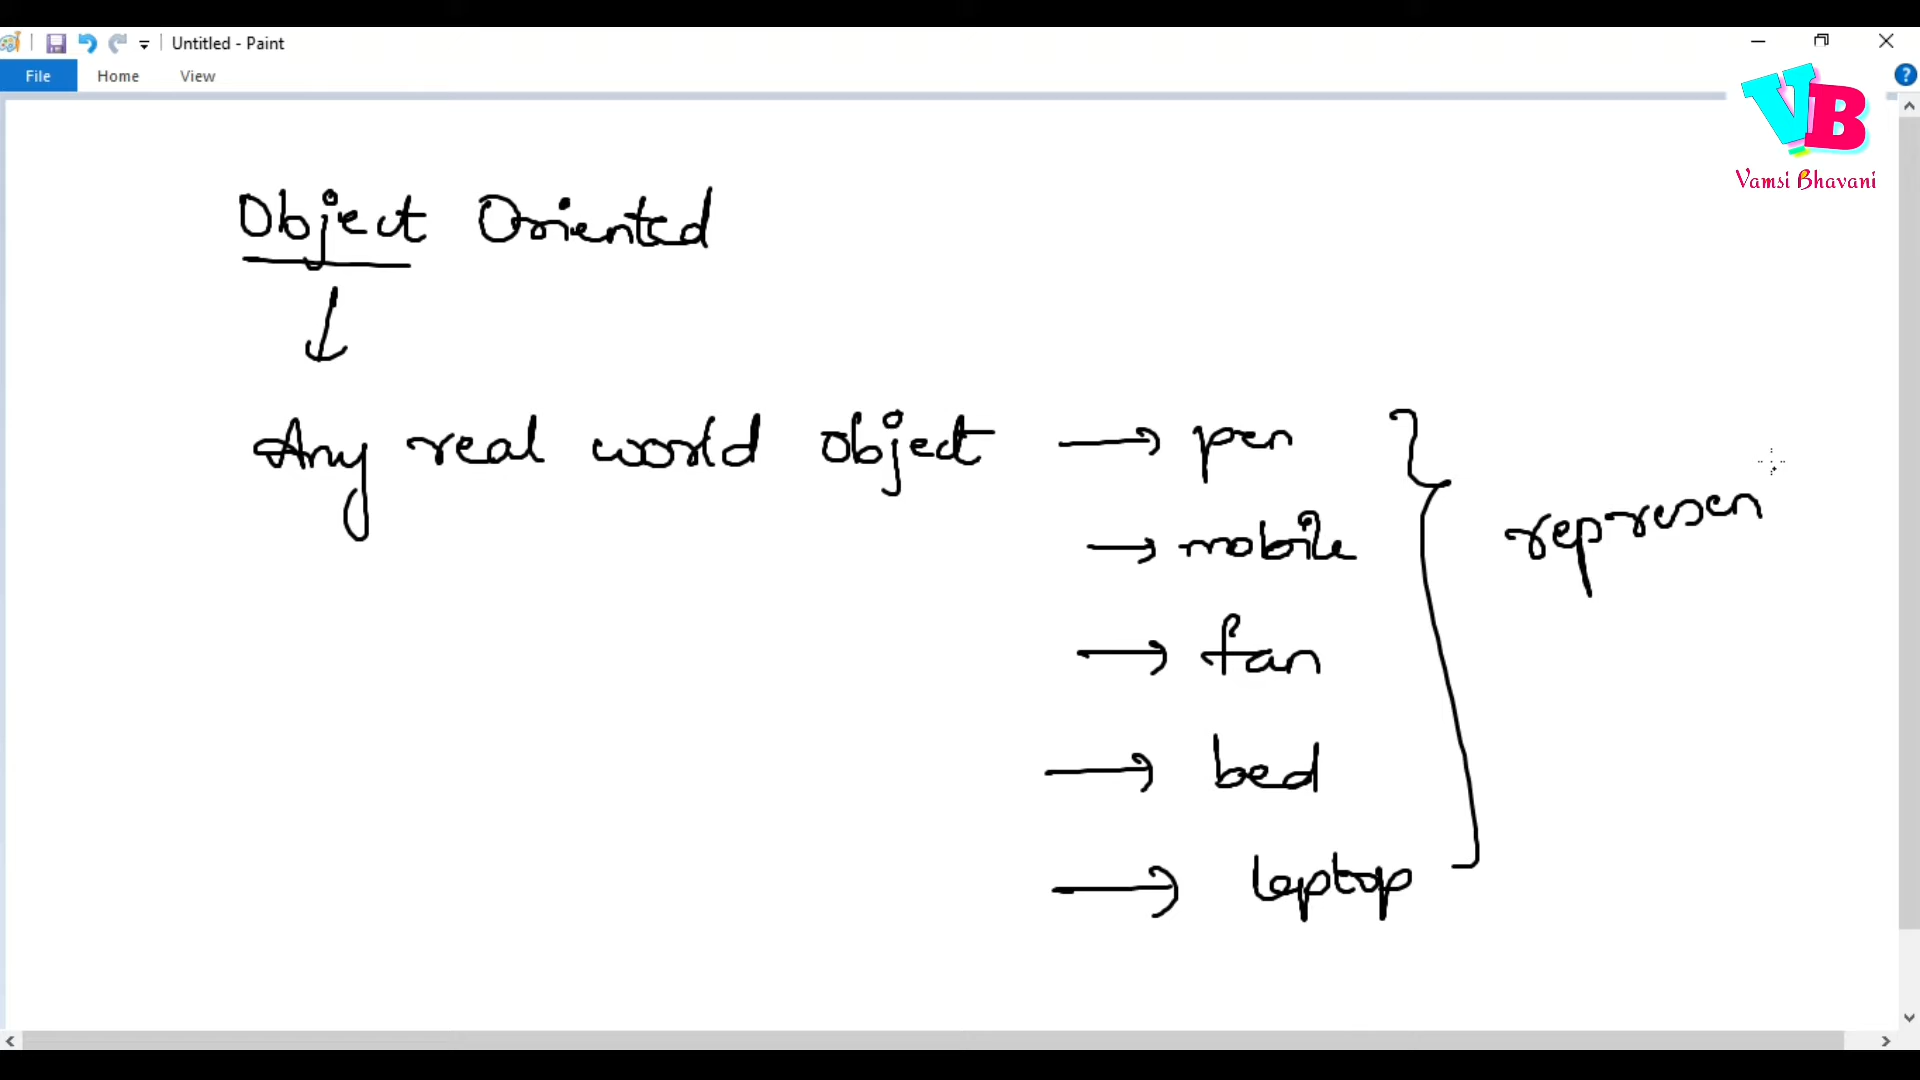 Untitled - Paint
File Home View
VB
Vamsi Bhavani
Object Oriented
Any real world object → pen
→ mobile
represen
→ fan
→ bed
→ laptop